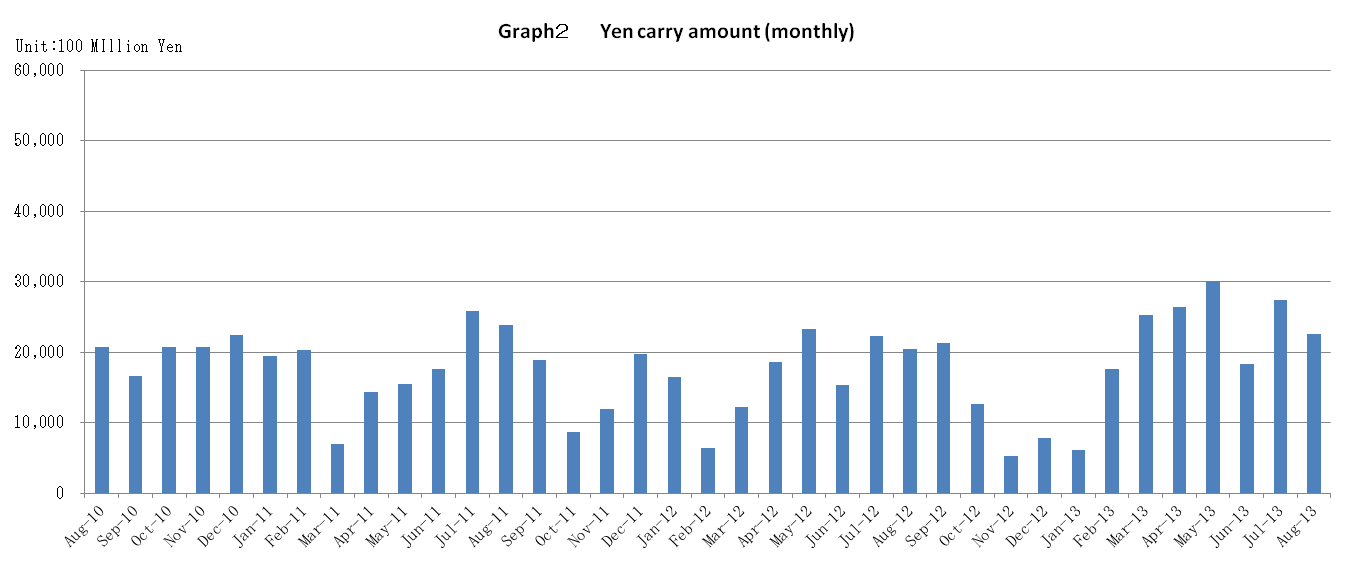 Graph２ Yen carry amount (monthly)
Unit:100 MIllion Yen
60,000
50,000
40,000
30,000
20,000
10,000
0
Aug-10 Sep-10 Oct-10 Nov-10 Dec-10 Jan-11 Feb-11 Mar-11 Apr-11 May-11 Jun-11 Jul-11 Aug-11 Sep-11 Oct-11 Nov-11 Dec-11 Jan-12 Feb-12 Mar-12 Apr-12 May-12 Jun-12 Jul-12 Aug-12 Sep-12 Oct-12 Nov-12 Dec-12 Jan-13 Feb-13 Mar-13 Apr-13 May-13 Jun-13 Jul-13 Aug-13